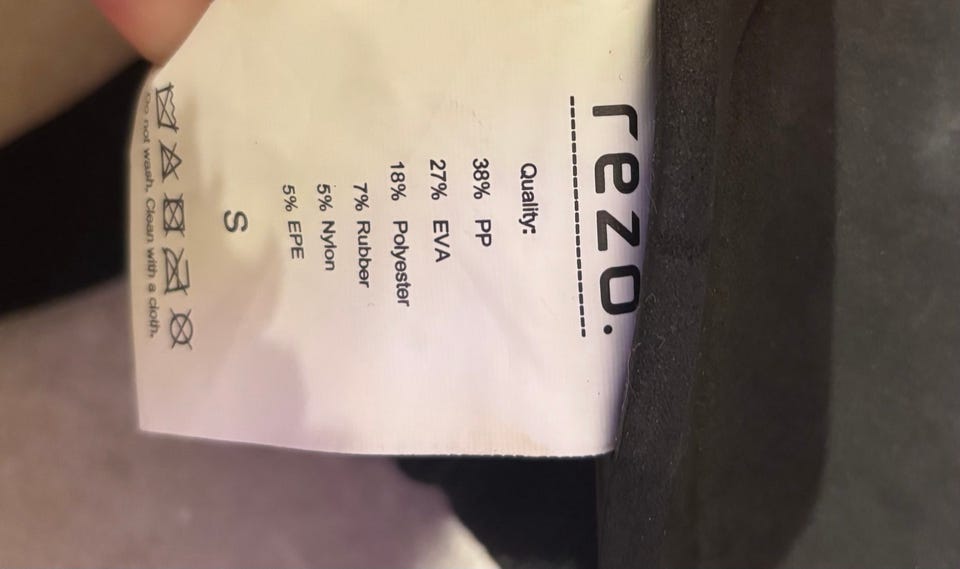 rezo.
Quality:
38% PP
27% EVA
18% Polyester
7% Rubber
5% Nylon
5% EPE
S
Do not wash. Clean with a cloth.